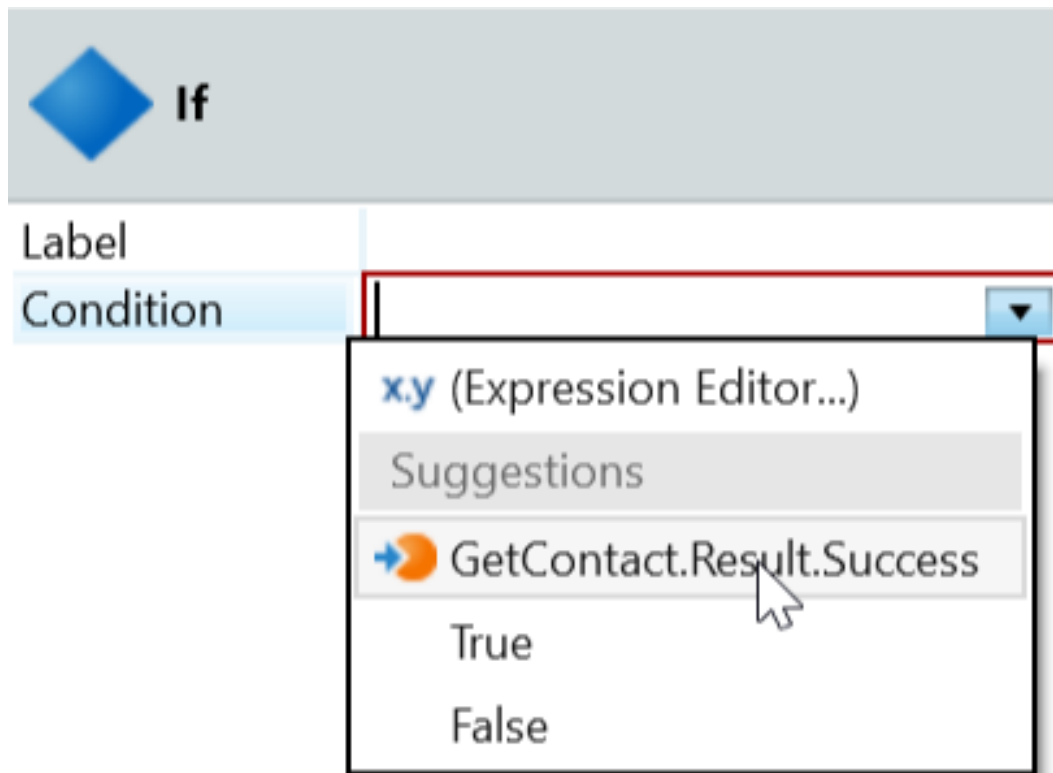 If
Label
Condition
x.y (Expression Editor...)
Suggestions
GetContact.Result.Success
True
False